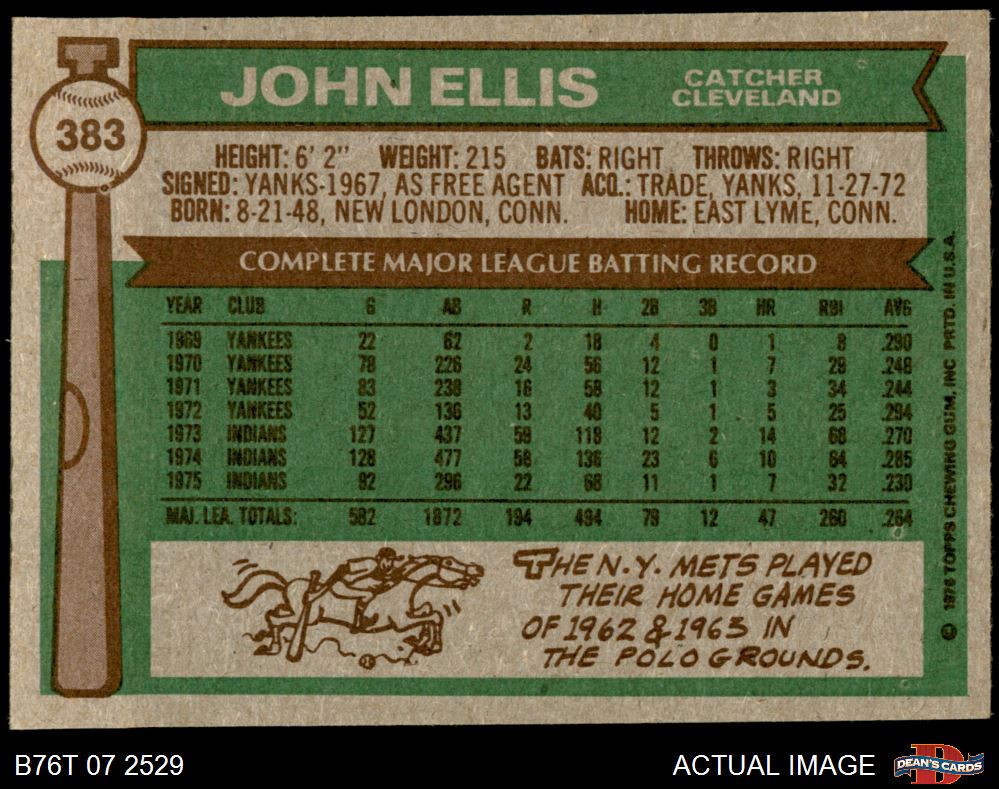 383
JOHN ELLIS
CATCHER
CLEVELAND
HEIGHT: 6' 2" WEIGHT: 215 BATS: RIGHT THROWS: RIGHT
SIGNED: YANKS-1967, AS FREE AGENT ACQ.: TRADE, YANKS, 11-27-72
BORN: 8-21-48, NEW LONDON, CONN. HOME: EAST LYME, CONN.
COMPLETE MAJOR LEAGUE BATTING RECORD
YEAR CLUB G AB R H 2B 3B HR RBI AVG
1969 YANKEES 22 62 2 18 4 0 1 8 .290
1970 YANKEES 78 226 24 56 12 1 7 29 .248
1971 YANKEES 83 238 16 58 12 1 3 34 .244
1972 YANKEES 52 136 13 40 5 1 5 25 .294
1973 INDIANS 127 437 59 118 12 2 14 68 .270
1974 INDIANS 128 477 58 136 23 6 10 64 .285
1975 INDIANS 92 296 22 68 11 1 7 32 .230
MAJ. LEA. TOTALS: 582 1872 194 494 79 12 47 260 .264
THE N.Y. METS PLAYED
THEIR HOME GAMES
OF 1962 & 1963 IN
THE POLO GROUNDS.
© 1976 TOPPS CHEWING GUM, INC PRTD. IN U.S.A.
B76T 07 2529
ACTUAL IMAGE
D
DEAN'S CARDS